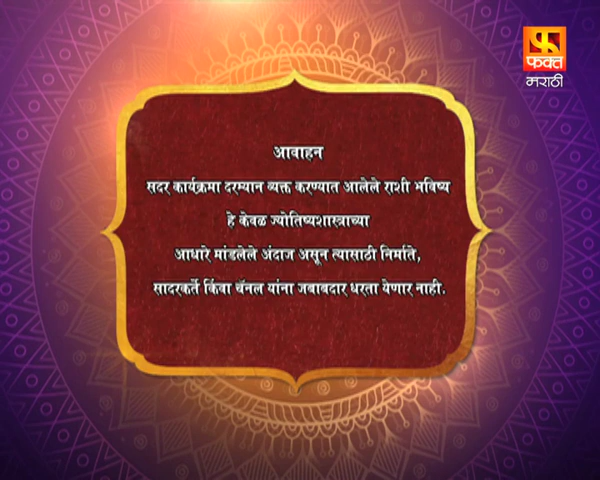 फक्त
मराठी
आवाहन
सदर कार्यक्रमा दरम्यान व्यक्त करण्यात आलेले राशी भविष्य
हे केवळ ज्योतिष्यशास्त्राच्या
आधारे मांडलेले अंदाज असून त्यासाठी निर्माते,
सादरकर्ते किंवा चॅनल यांना जबाबदार धरता येणार नाही.